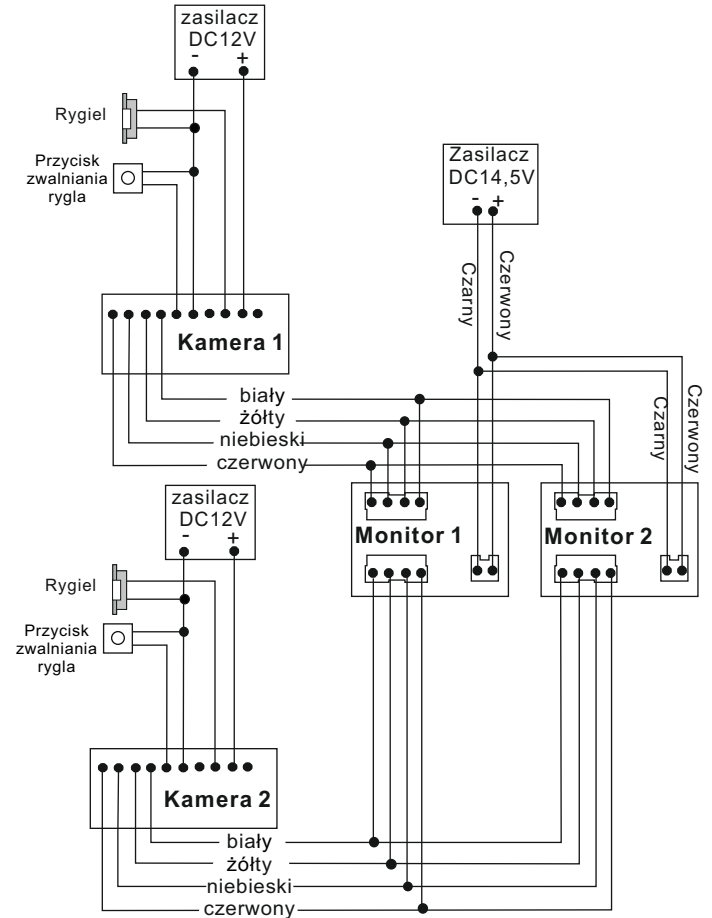 zasilacz
DC12V
- +
Rygiel
Przycisk
zwalniania
rygla
Zasilacz
DC14,5V
- +
Czarny
Czerwony
Kamera 1
biały
żółty
niebieski
czerwony
Czarny
Czerwony
zasilacz
DC12V
- +
Monitor 1
Monitor 2
Rygiel
Przycisk
zwalniania
rygla
Kamera 2
biały
żółty
niebieski
czerwony